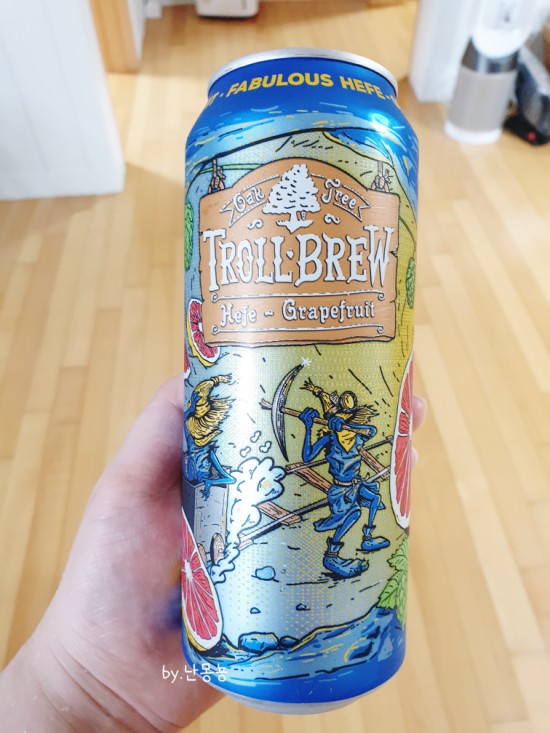 · FABULOUS HEFE
Oak Tree
TROLL·BREW
Hefe - Grapefruit
by.난몽뇽